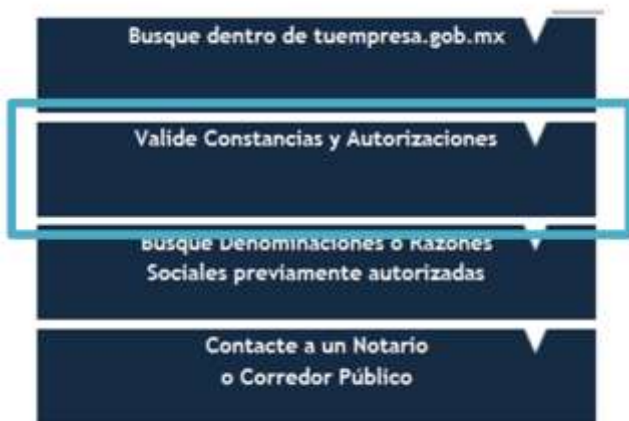 Busque dentro de tuempresa.gob.mx
Valide Constancias y Autorizaciones
Busque Denominaciones o Razones
Sociales previamente autorizadas
Contacte a un Notario
o Corredor Público